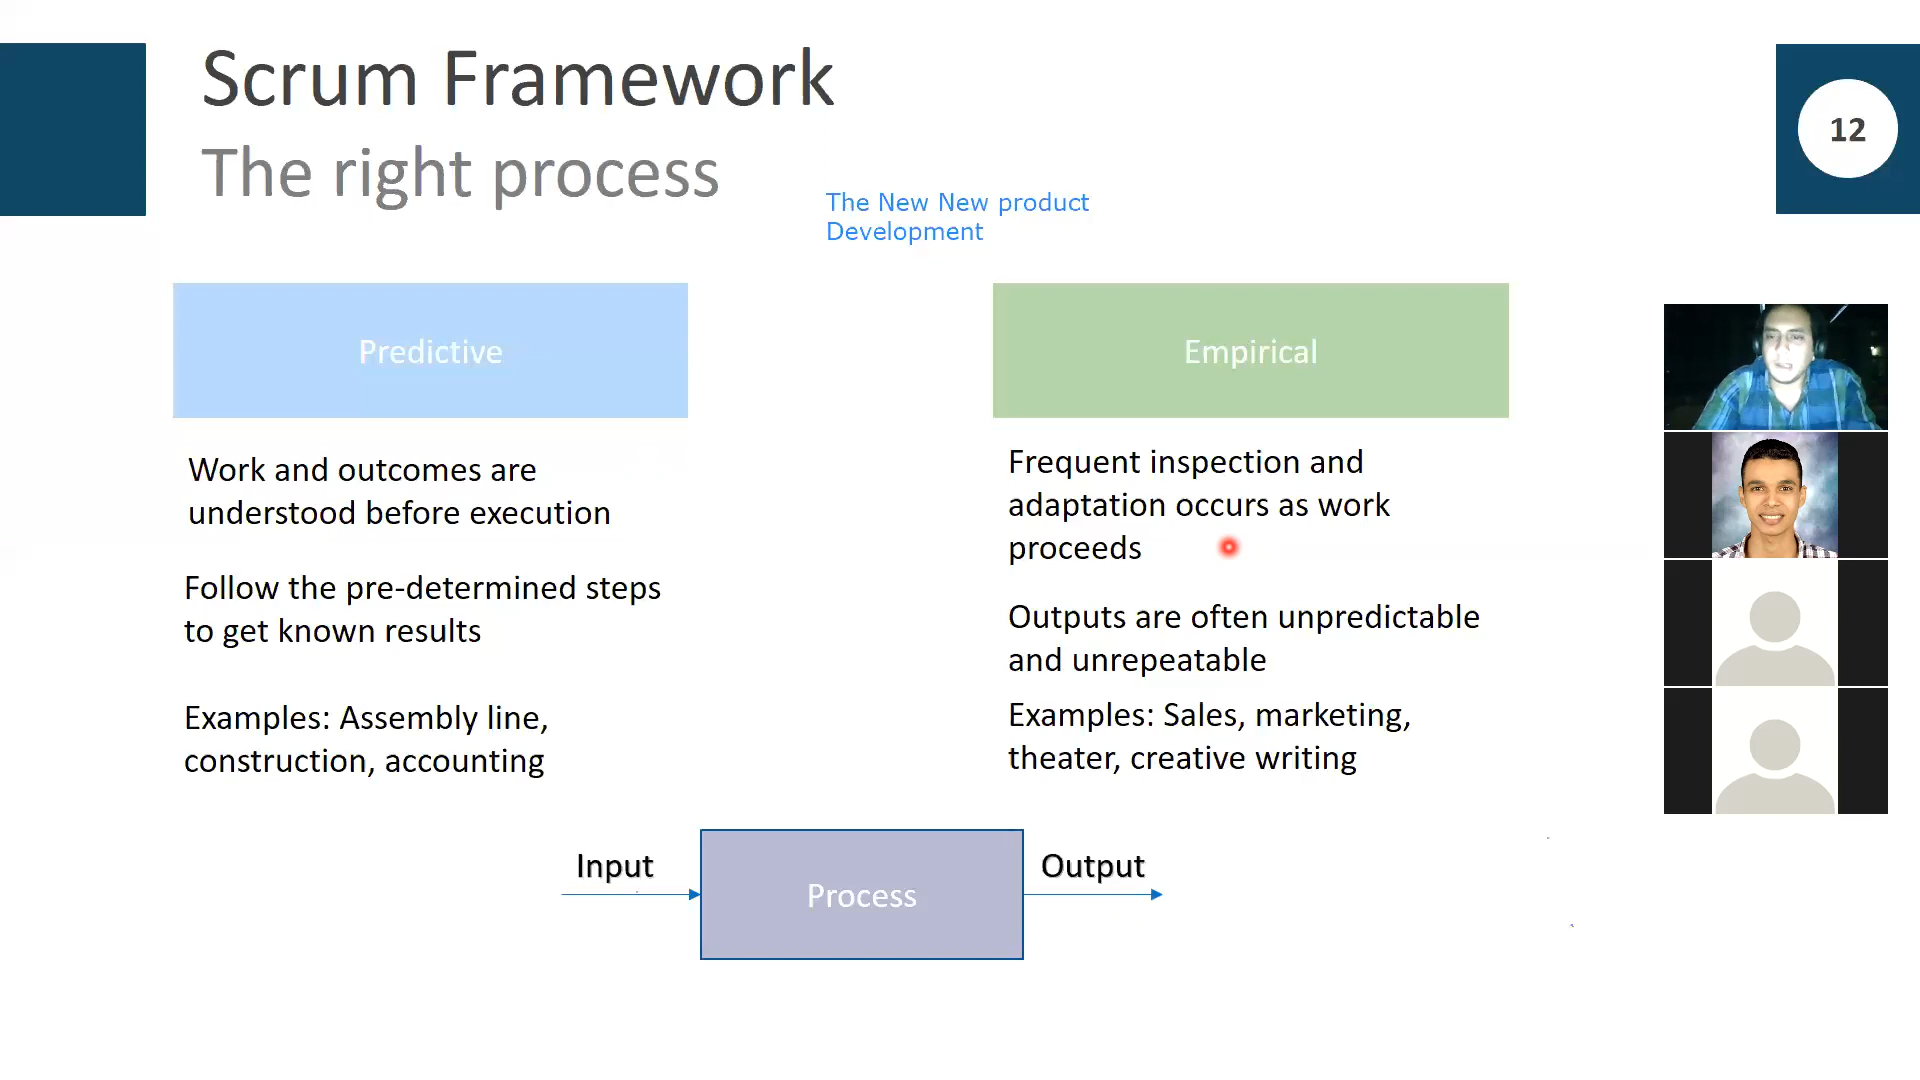 Scrum Framework
The right process
12
The New New product
Development
Predictive
Work and outcomes are
understood before execution
Follow the pre-determined steps
to get known results
Examples: Assembly line,
construction, accounting
Empirical
Frequent inspection and
adaptation occurs as work
proceeds
Outputs are often unpredictable
and unrepeatable
Examples: Sales, marketing,
theater, creative writing
Input
Process
Output